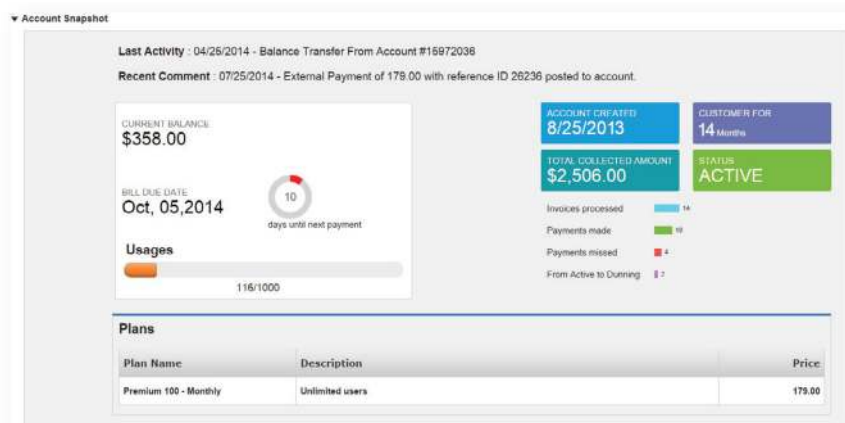 Account Snapshot
Last Activity : 04/26/2014 - Balance Transfer From Account #15972036
Recent Comment : 07/25/2014 - External Payment of 179.00 with reference ID 26236 posted to account.
CURRENT BALANCE
$358.00
BILL DUE DATE
Oct, 05,2014
10
days until next payment
Usages
116/1000
ACCOUNT CREATED
8/25/2013
CUSTOMER FOR
14 Months
TOTAL COLLECTED AMOUNT
$2,506.00
STATUS
ACTIVE
Invoices processed 14
Payments made 10
Payments missed 4
From Active to Dunning 2
Plans
Plan Name Description Price
Premium 100 - Monthly Unlimited users 179.00